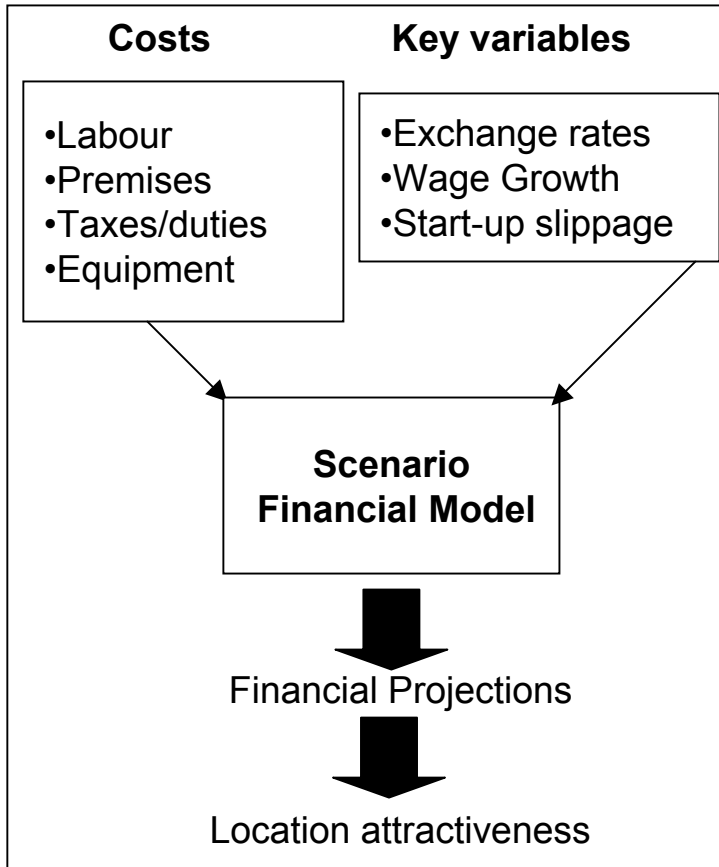 Costs
Key variables
•Labour
•Premises
•Taxes/duties
•Equipment
•Exchange rates
•Wage Growth
•Start-up slippage
Scenario
Financial Model
Financial Projections
Location attractiveness